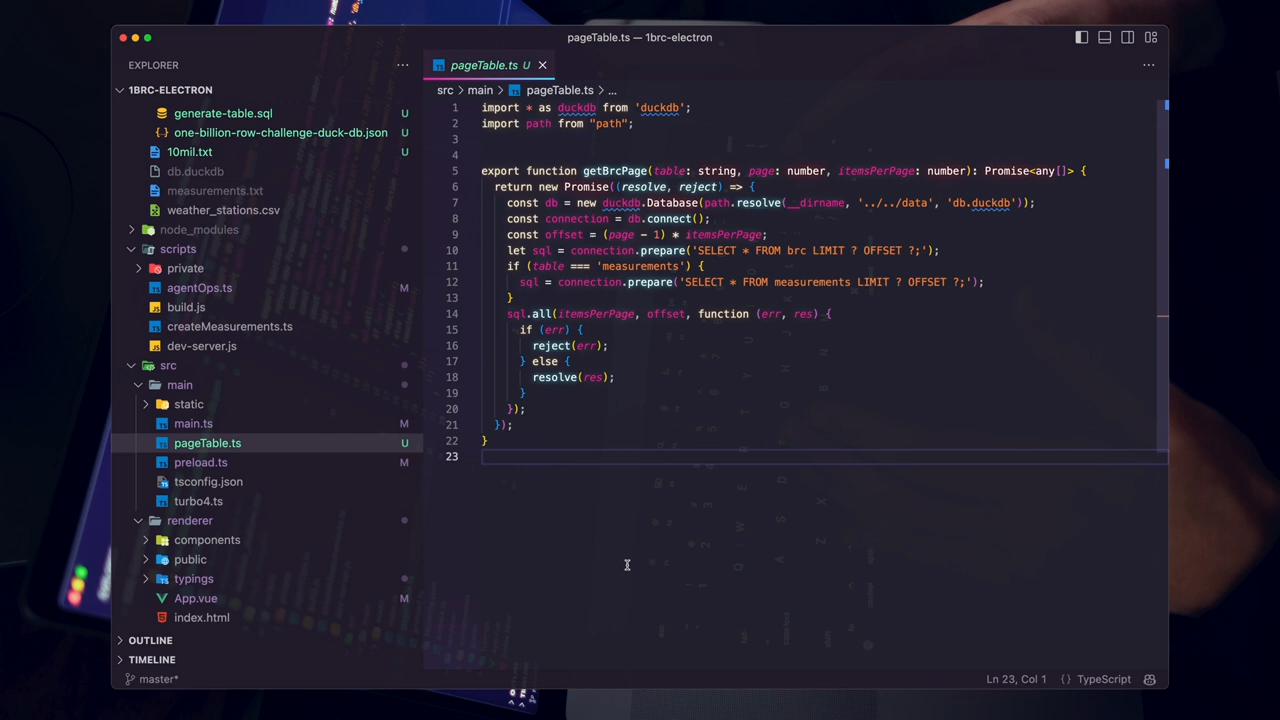 pageTable.ts — 1brc-electron
EXPLORER
1BRC-ELECTRON
generate-table.sql U
one-billion-row-challenge-duck-db.json U
10mil.txt U
db.duckdb
measurements.txt
weather_stations.csv
node_modules
scripts
private
agentOps.ts M
build.js
createMeasurements.ts
dev-server.js
src
main
static
main.ts M
pageTable.ts U
preload.ts M
tsconfig.json
turbo4.ts
renderer
components
public
typings
App.vue M
index.html
OUTLINE
TIMELINE
master*
pageTable.ts U
src > main > pageTable.ts > ...
1 import * as duckdb from 'duckdb';
2 import path from "path";
3
4
5 export function getBrcPage(table: string, page: number, itemsPerPage: number): Promise<any[]> {
6 return new Promise((resolve, reject) => {
7 const db = new duckdb.Database(path.resolve(__dirname, '../../data', 'db.duckdb'));
8 const connection = db.connect();
9 const offset = (page - 1) * itemsPerPage;
10 let sql = connection.prepare('SELECT * FROM brc LIMIT ? OFFSET ?;');
11 if (table === 'measurements') {
12 sql = connection.prepare('SELECT * FROM measurements LIMIT ? OFFSET ?;');
13 }
14 sql.all(itemsPerPage, offset, function (err, res) {
15 if (err) {
16 reject(err);
17 } else {
18 resolve(res);
19 }
20 });
21 });
22 }
23
Ln 23, Col 1 {} TypeScript